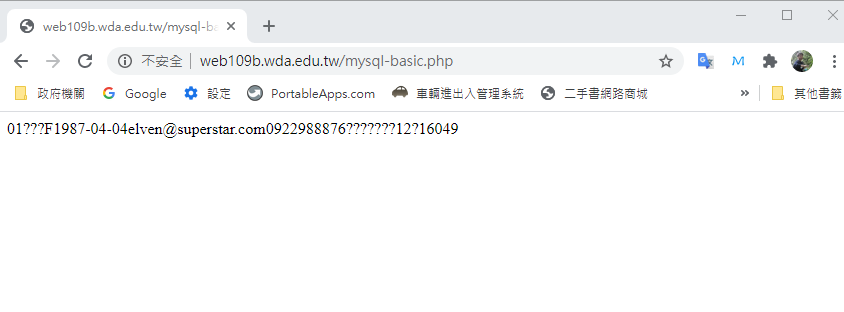 web109b.wda.edu.tw/mysql-b
不安全 web109b.wda.edu.tw/mysql-basic.php
政府機關 Google 設定 PortableApps.com 車輛進出入管理系統 二手書網路商城 » 其他書籤
01???F1987-04-04elven@superstar.com0922988876???????12?16049